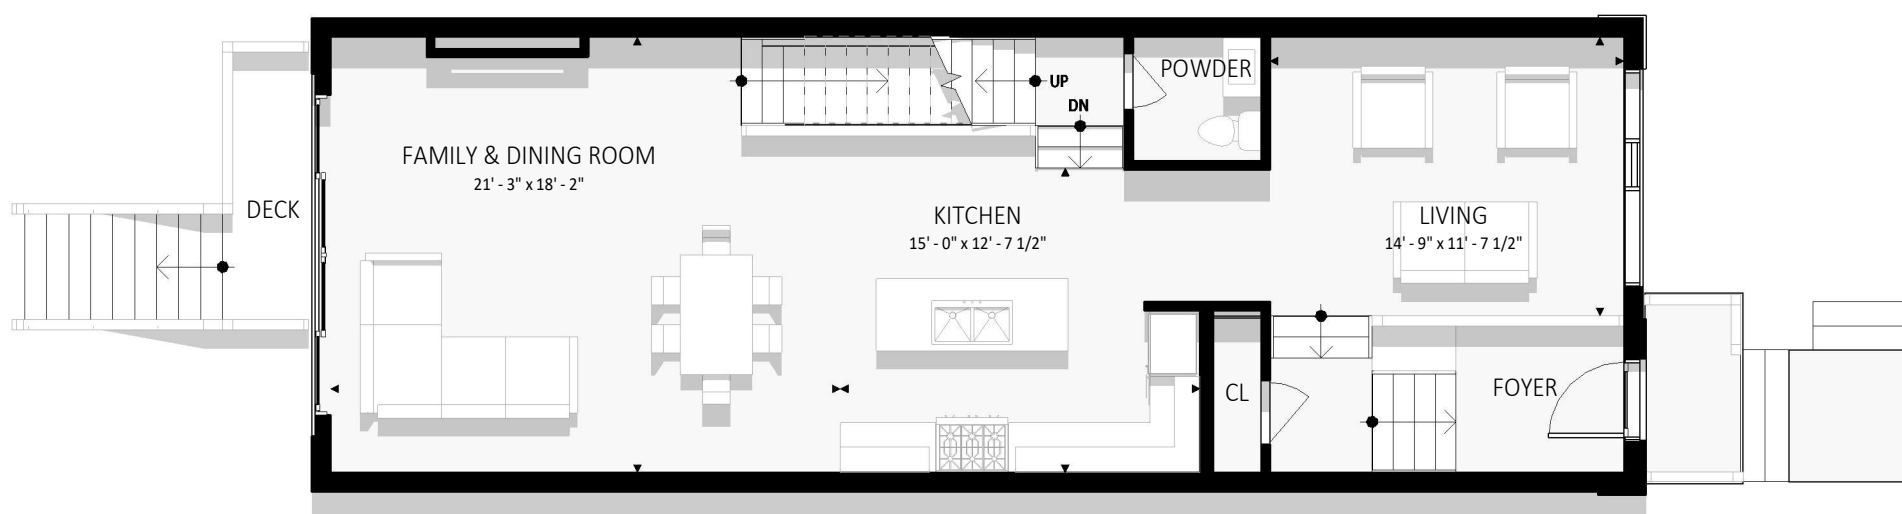 POWDER
UP
DN
FAMILY & DINING ROOM
21' - 3" x 18' - 2"
DECK
KITCHEN
15' - 0" x 12' - 7 1/2"
LIVING
14' - 9" x 11' - 7 1/2"
CL
FOYER